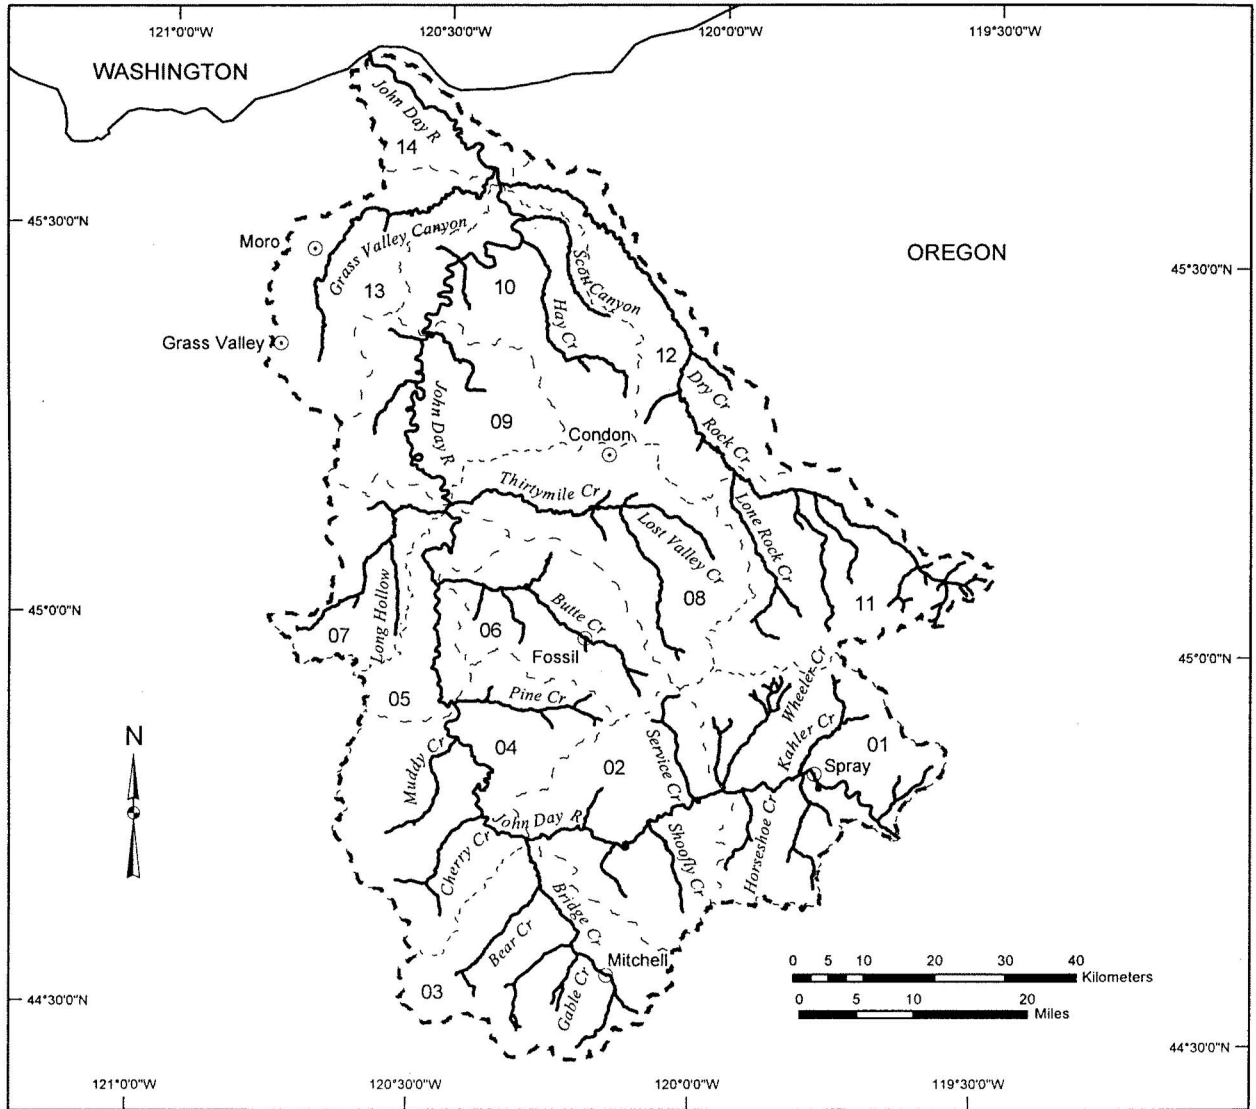 121°0'0"W
120°30'0"W
120°0'0"W
119°30'0"W
WASHINGTON
John Day R
14
45°30'0"N
Moro
Grass Valley Canyon
Scott Canyon
OREGON
45°30'0"N
13
10
Hay Cr
Grass Valley
12
Dry Cr
John Day R
09
Condon
Rock Cr
Thirtymile Cr
Lone Rock Cr
Lost Valley Cr
45°0'0"N
Long Hollow
08
11
07
06
Butte Cr
Fossil
45°0'0"N
05
Pine Cr
Wheeler Cr
N
Muddy Cr
04
02
Service Cr
Kahler Cr
01
Spray
John Day R
Cherry Cr
Shoofly Cr
Horseshoe Cr
Bridge Cr
Bear Cr
Mitchell
03
Gable Cr
0 5 10 20 30 40
Kilometers
0 5 10 20
Miles
44°30'0"N
44°30'0"N
121°0'0"W
120°30'0"W
120°0'0"W
119°30'0"W